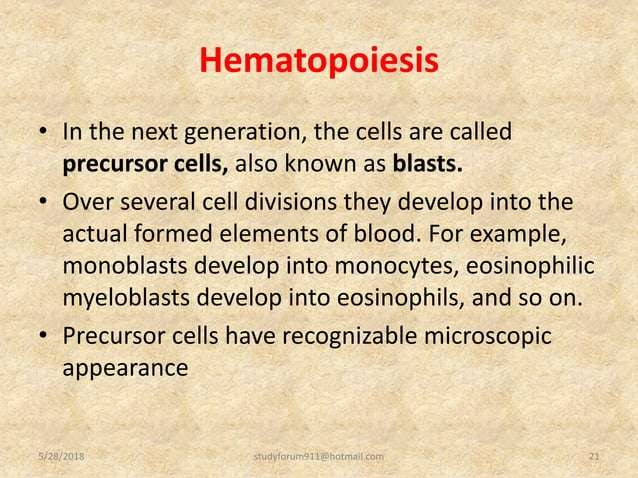 Hematopoiesis
• In the next generation, the cells are called
precursor cells, also known as blasts.
• Over several cell divisions they develop into the
actual formed elements of blood. For example,
monoblasts develop into monocytes, eosinophilic
myeloblasts develop into eosinophils, and so on.
• Precursor cells have recognizable microscopic
appearance
5/28/2018 studyforum911@hotmail.com 21